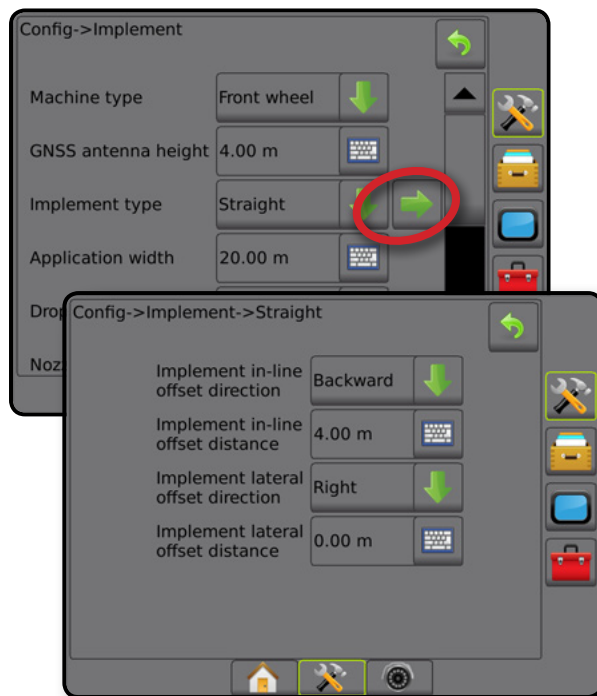 Config->Implement
Machine type Front wheel
GNSS antenna height 4.00 m
Implement type Straight
Application width 20.00 m
Config->Implement->Straight
Implement in-line
offset direction
Backward
Implement in-line
offset distance
4.00 m
Implement lateral
offset direction
Right
Implement lateral
offset distance
0.00 m